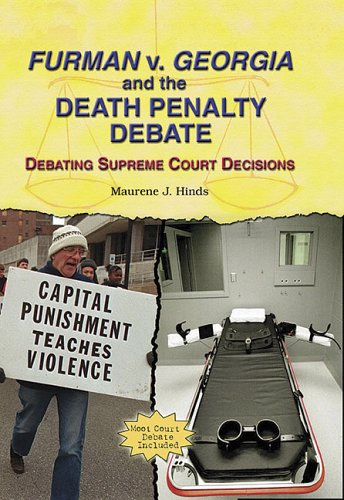 FURMAN v. GEORGIA
and the
DEATH PENALTY
DEBATE
DEBATING SUPREME COURT DECISIONS
Maurene J. Hinds
CAPITAL
PUNISHMENT
TEACHES
VIOLENCE
Moot Court
Debate
Included